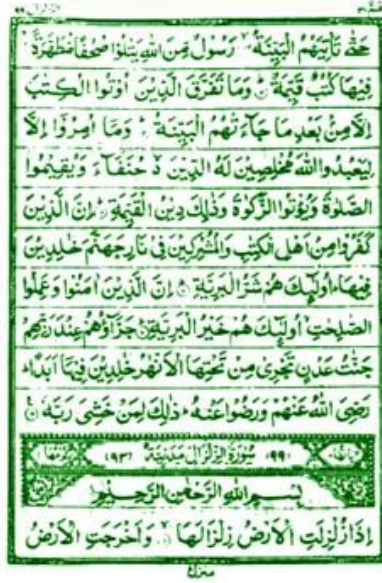 حَتّٰى تَاْتِيَهُمُ الْبَيِّنَةُ ۙ رَسُوْلٌ مِّنَ اللّٰهِ يَتْلُوْا صُحُفًا مُّطَهَّرَةً ۙ
فِيْهَا كُتُبٌ قَيِّمَةٌ ؕ وَمَا تَفَرَّقَ الَّذِيْنَ اُوْتُوا الْكِتٰبَ
اِلَّا مِنْۢ بَعْدِ مَا جَآءَتْهُمُ الْبَيِّنَةُ ؕ وَمَآ اُمِرُوْٓا اِلَّا
لِيَعْبُدُوا اللّٰهَ مُخْلِصِيْنَ لَهُ الدِّيْنَ ۙ حُنَفَآءَ وَيُقِيْمُوا
الصَّلٰوةَ وَيُؤْتُوا الزَّكٰوةَ وَذٰلِكَ دِيْنُ الْقَيِّمَةِ ؕ اِنَّ الَّذِيْنَ
كَفَرُوْا مِنْ اَهْلِ الْكِتٰبِ وَالْمُشْرِكِيْنَ فِيْ نَارِ جَهَنَّمَ خٰلِدِيْنَ
فِيْهَا ؕ اُولٰٓئِكَ هُمْ شَرُّ الْبَرِيَّةِ ؕ اِنَّ الَّذِيْنَ اٰمَنُوْا وَعَمِلُوا
الصّٰلِحٰتِ اُولٰٓئِكَ هُمْ خَيْرُ الْبَرِيَّةِ ؕ جَزَآؤُهُمْ عِنْدَ رَبِّهِمْ
جَنّٰتُ عَدْنٍ تَجْرِيْ مِنْ تَحْتِهَا الْاَنْهٰرُ خٰلِدِيْنَ فِيْهَآ اَبَدًا ؕ
رَضِيَ اللّٰهُ عَنْهُمْ وَرَضُوْا عَنْهُ ؕ ذٰلِكَ لِمَنْ خَشِيَ رَبَّهٗ ۧ
(۹۹) سُوْرَةُ الزِّلْزَالِ مَدَنِيَّةٌ (۹۳)
بِسْمِ اللّٰهِ الرَّحْمٰنِ الرَّحِيْمِ
اِذَا زُلْزِلَتِ الْاَرْضُ زِلْزَالَهَا ۙ وَاَخْرَجَتِ الْاَرْضُ